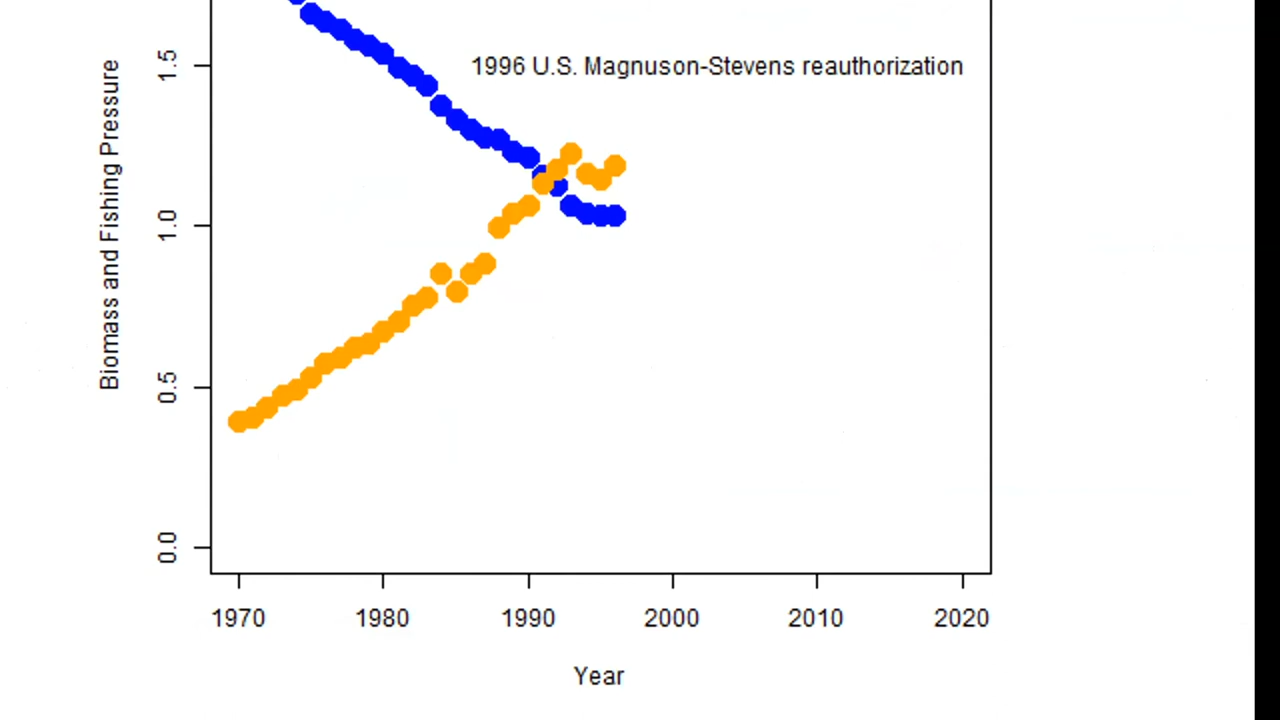 1996 U.S. Magnuson-Stevens reauthorization
Biomass and Fishing Pressure
1.5
1.0
0.5
0.0
1970 1980 1990 2000 2010 2020
Year